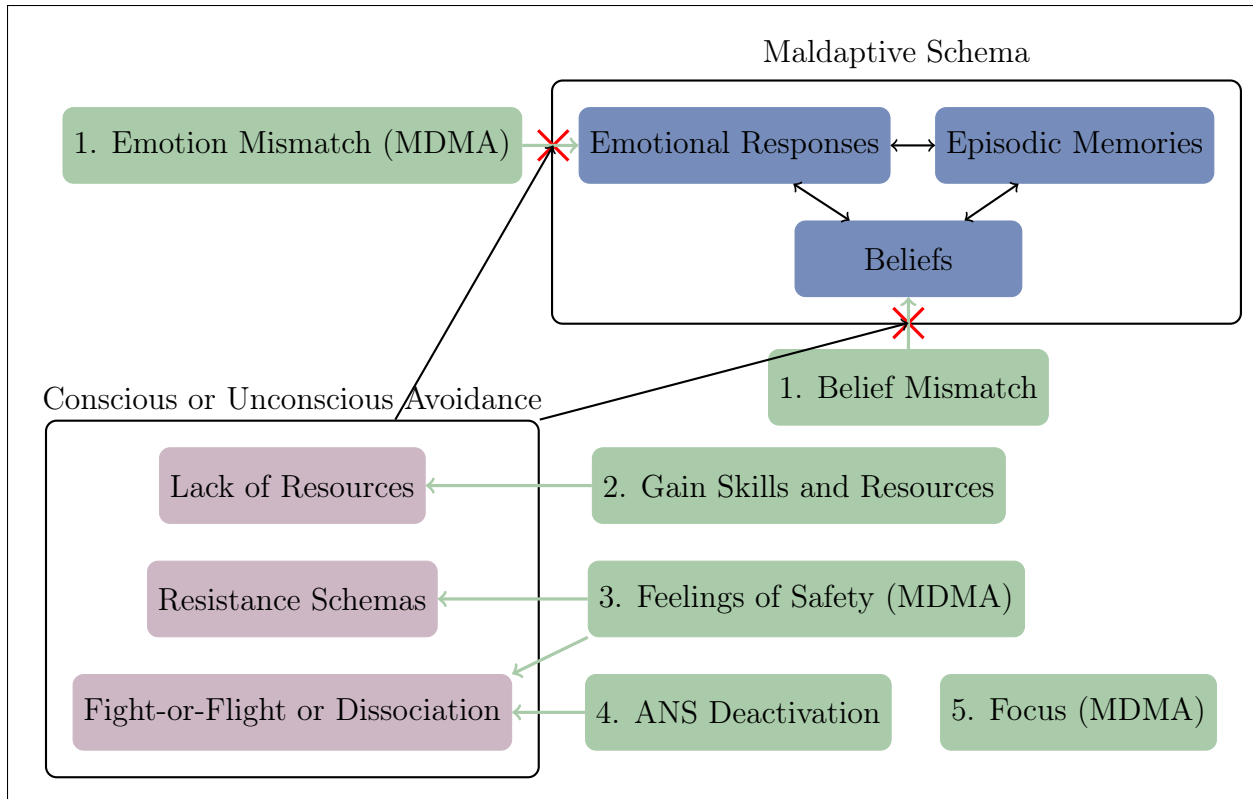 Maldaptive Schema
1. Emotion Mismatch (MDMA)
Emotional Responses
Episodic Memories
Beliefs
1. Belief Mismatch
Conscious or Unconscious Avoidance
Lack of Resources
2. Gain Skills and Resources
Resistance Schemas
3. Feelings of Safety (MDMA)
Fight-or-Flight or Dissociation
4. ANS Deactivation
5. Focus (MDMA)